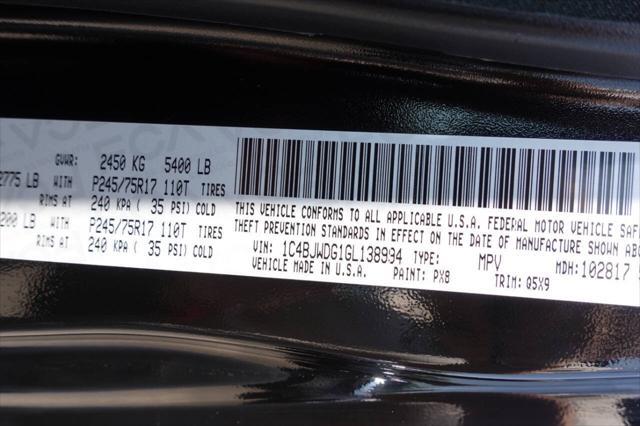 GVWR: 2450 KG 5400 LB
2775 LB WITH P245/75R17 110T TIRES
RIMS AT 240 KPA ( 35 PSI) COLD
200 LB WITH P245/75R17 110T TIRES
RIMS AT 240 KPA ( 35 PSI) COLD
THIS VEHICLE CONFORMS TO ALL APPLICABLE U.S.A. FEDERAL MOTOR VEHICLE SAFE
THEFT PREVENTION STANDARDS IN EFFECT ON THE DATE OF MANUFACTURE SHOWN ABO
VIN: 1C4BJWDG1GL138994 TYPE: MPV MDH:102817
VEHICLE MADE IN U.S.A. PAINT: PX8 TRIM: Q5X9